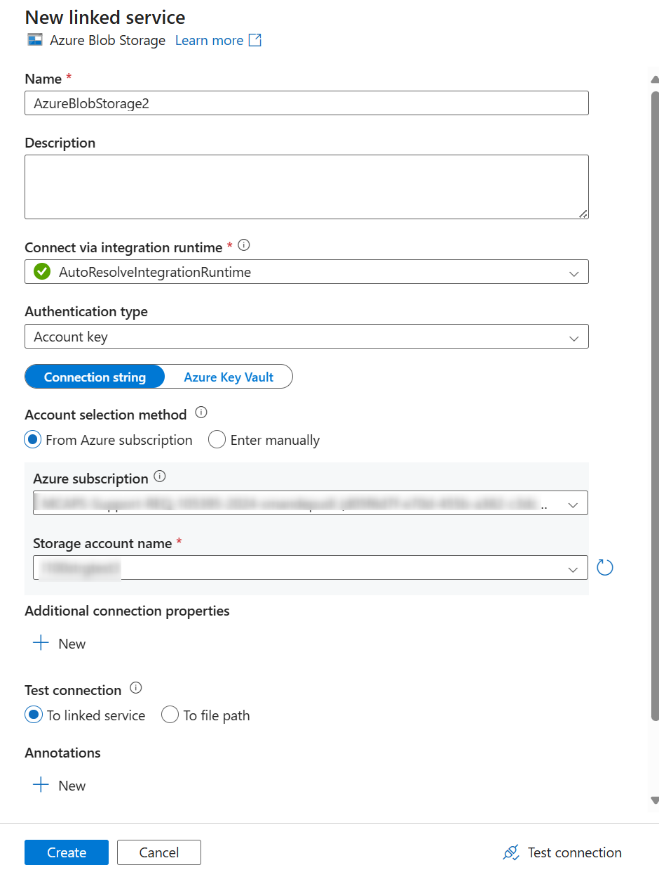 New linked service
Azure Blob Storage Learn more
Name *
AzureBlobStorage2
Description
Connect via integration runtime *
AutoResolveIntegrationRuntime
Authentication type
Account key
Connection string Azure Key Vault
Account selection method
From Azure subscription Enter manually
Azure subscription
Storage account name *
Additional connection properties
New
Test connection
To linked service To file path
Annotations
New
Create Cancel Test connection